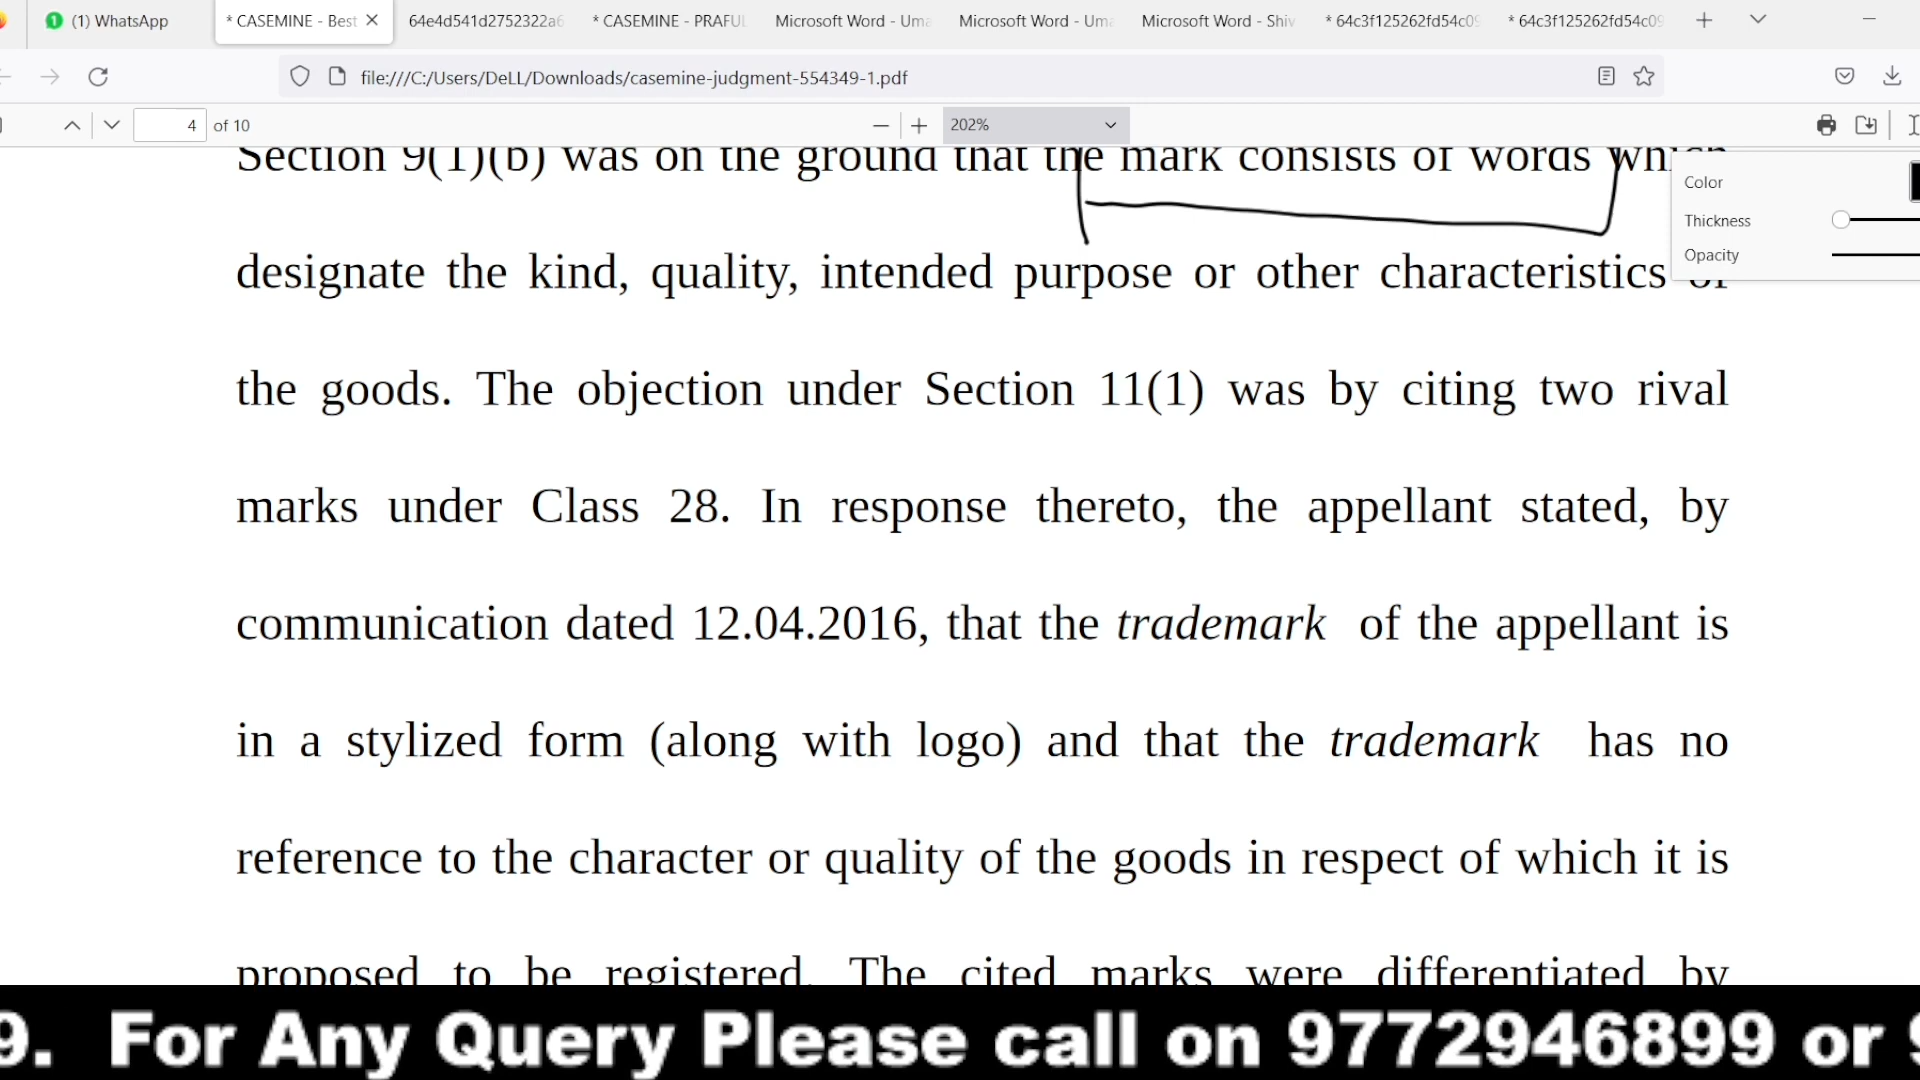 (1) WhatsApp
* CASEMINE - Best
64e4d541d2752322a6
* CASEMINE - PRAFUL
Microsoft Word - Uma
Microsoft Word - Uma
Microsoft Word - Shiv
* 64c3f125262fd54c09
* 64c3f125262fd54c09
file:///C:/Users/DeLL/Downloads/casemine-judgment-554349-1.pdf
4 of 10
202%
Color
Thickness
Opacity
Section 9(1)(b) was on the ground that the mark consists of words which
designate the kind, quality, intended purpose or other characteristics of
the goods. The objection under Section 11(1) was by citing two rival
marks under Class 28. In response thereto, the appellant stated, by
communication dated 12.04.2016, that the trademark of the appellant is
in a stylized form (along with logo) and that the trademark has no
reference to the character or quality of the goods in respect of which it is
proposed to be registered. The cited marks were differentiated by
9. For Any Query Please call on 9772946899 or 9